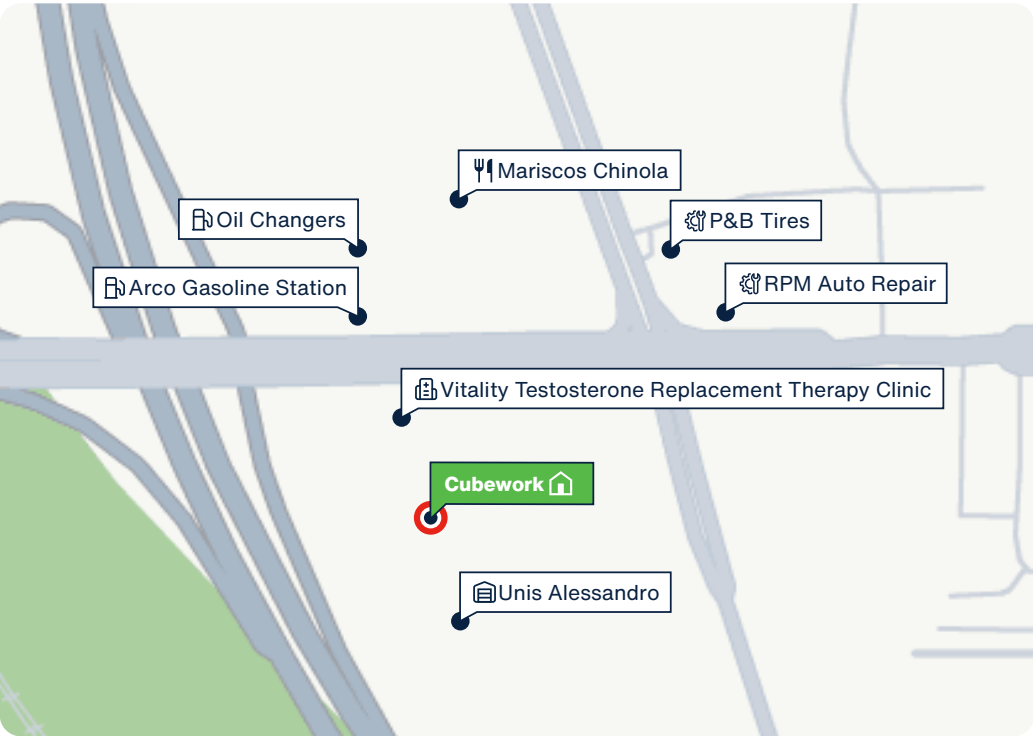 Mariscos Chinola
Oil Changers
P&B Tires
RPM Auto Repair
Arco Gasoline Station
Vitality Testosterone Replacement Therapy Clinic
Cubework
Unis Alessandro